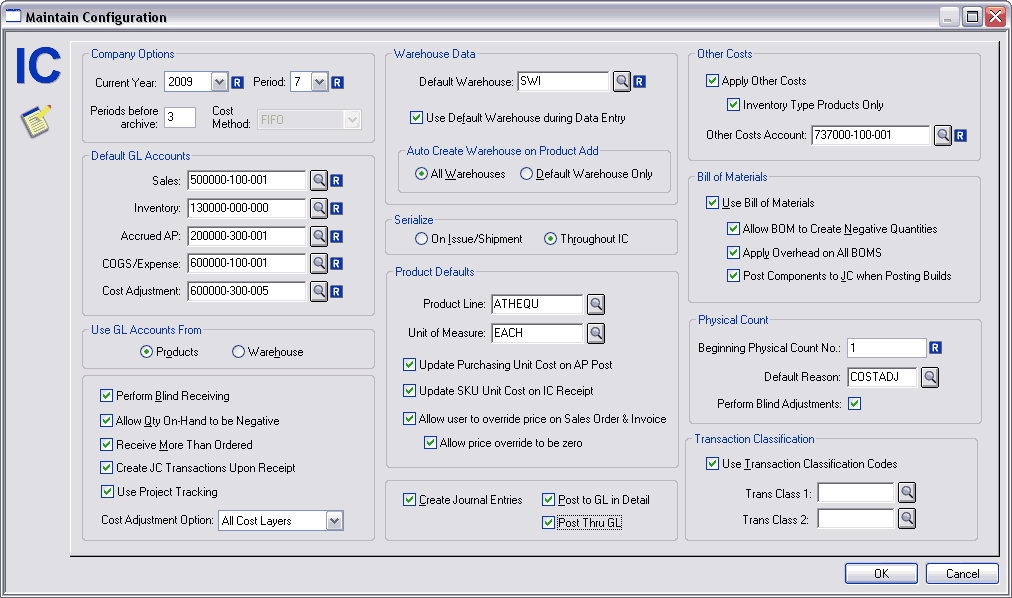 Maintain Configuration
IC
Company Options
Current Year: 2009 R Period: 7 R
Periods before archive: 3 Cost Method: FIFO
Default GL Accounts
Sales: 500000-100-001 R
Inventory: 130000-000-000 R
Accrued AP: 200000-300-001 R
COGS/Expense: 600000-100-001 R
Cost Adjustment: 600000-300-005 R
Use GL Accounts From
Products Warehouse
Perform Blind Receiving
Allow Qty On-Hand to be Negative
Receive More Than Ordered
Create JC Transactions Upon Receipt
Use Project Tracking
Cost Adjustment Option: All Cost Layers
Warehouse Data
Default Warehouse: SWI R
Use Default Warehouse during Data Entry
Auto Create Warehouse on Product Add
All Warehouses Default Warehouse Only
Serialize
On Issue/Shipment Throughout IC
Product Defaults
Product Line: ATHEQU
Unit of Measure: EACH
Update Purchasing Unit Cost on AP Post
Update SKU Unit Cost on IC Receipt
Allow user to override price on Sales Order & Invoice
Allow price override to be zero
Create Journal Entries Post to GL in Detail
Post Thru GL
Other Costs
Apply Other Costs
Inventory Type Products Only
Other Costs Account: 737000-100-001 R
Bill of Materials
Use Bill of Materials
Allow BOM to Create Negative Quantities
Apply Overhead on All BOMS
Post Components to JC when Posting Builds
Physical Count
Beginning Physical Count No.: 1 R
Default Reason: COSTADJ
Perform Blind Adjustments:
Transaction Classification
Use Transaction Classification Codes
Trans Class 1:
Trans Class 2:
OK Cancel